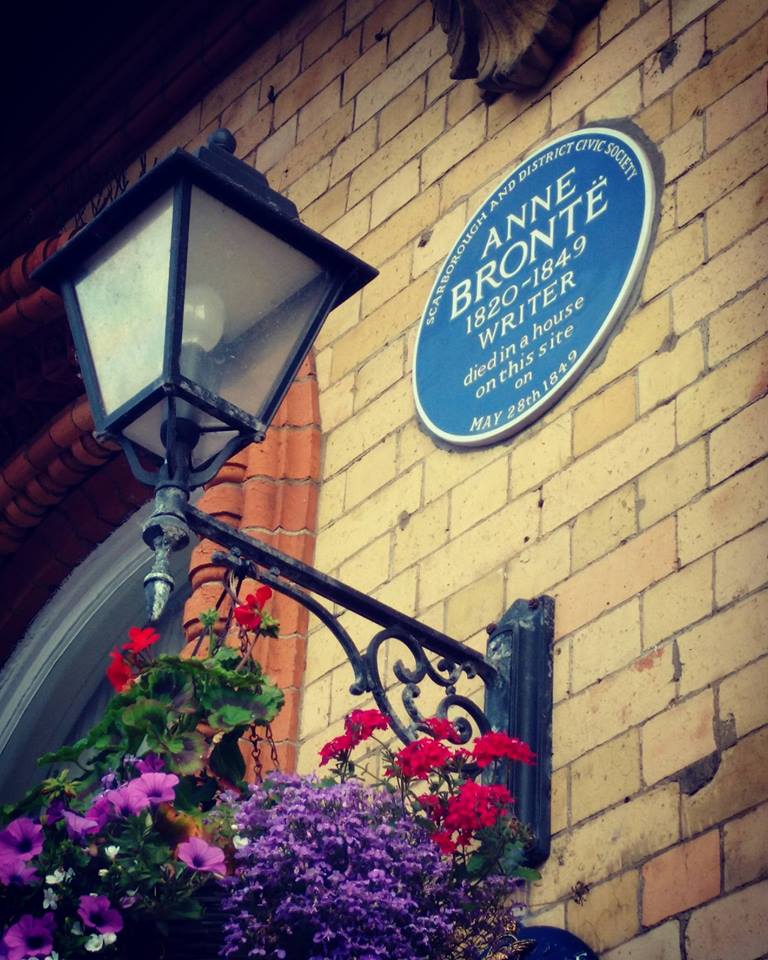 SCARBOROUGH AND DISTRICT CIVIC SOCIETY
ANNE
BRONTË
1820-1849
WRITER
died in a house
on this site
on
MAY 28th 1849